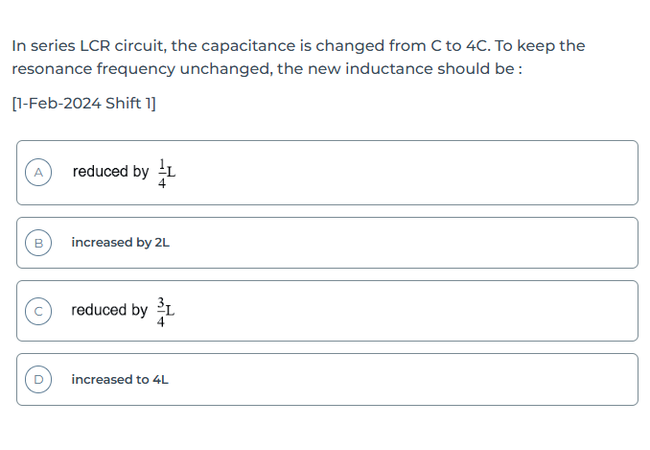 In series LCR circuit, the capacitance is changed from C to 4C. To keep the
resonance frequency unchanged, the new inductance should be :
[1-Feb-2024 Shift 1]
A reduced by 1/4 L
B increased by 2L
C reduced by 3/4 L
D increased to 4L